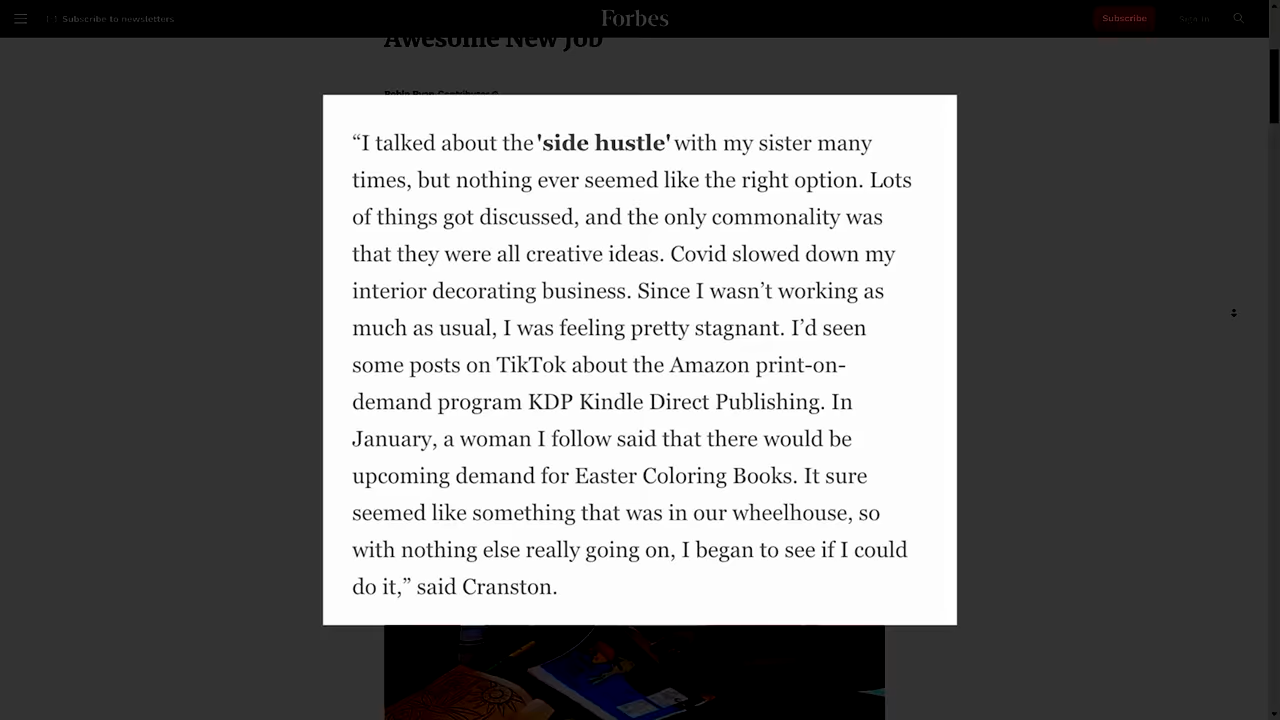 Subscribe to newsletters
Forbes
Subscribe
Sign In
Awesome New Job
“I talked about the 'side hustle' with my sister many
times, but nothing ever seemed like the right option. Lots
of things got discussed, and the only commonality was
that they were all creative ideas. Covid slowed down my
interior decorating business. Since I wasn’t working as
much as usual, I was feeling pretty stagnant. I’d seen
some posts on TikTok about the Amazon print-on-
demand program KDP Kindle Direct Publishing. In
January, a woman I follow said that there would be
upcoming demand for Easter Coloring Books. It sure
seemed like something that was in our wheelhouse, so
with nothing else really going on, I began to see if I could
do it,” said Cranston.